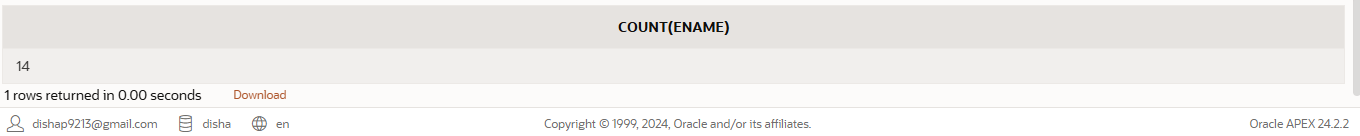 COUNT(ENAME)
14
1 rows returned in 0.00 seconds Download
dishap9213@gmail.com disha en Copyright © 1999, 2024, Oracle and/or its affiliates. Oracle APEX 24.2.2